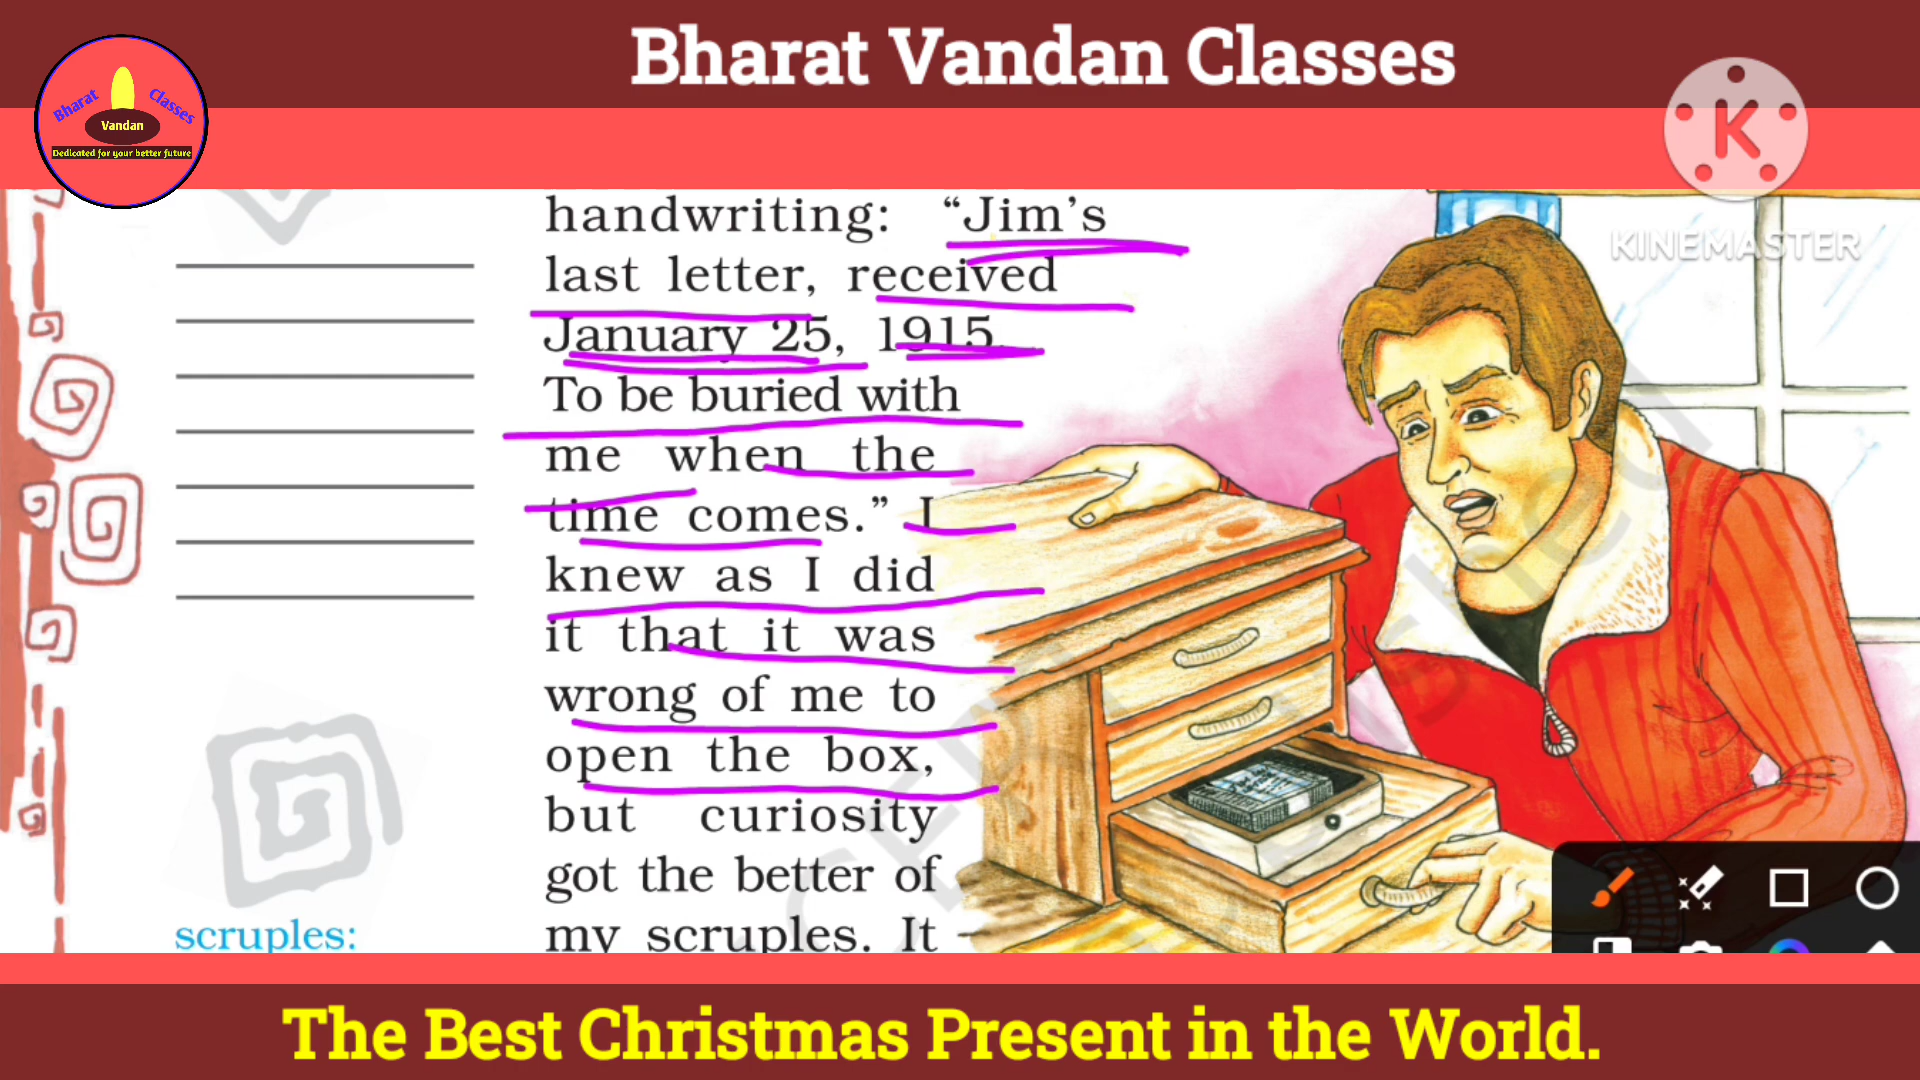 Bharat Vandan Classes
Bharat Classes
Vandan
Dedicated for your better future
K
KINEMASTER
handwriting: “Jim’s
last letter, received
January 25, 1915.
To be buried with
me when the
time comes.” I
knew as I did
it that it was
wrong of me to
open the box,
but curiosity
got the better of
my scruples. It
scruples:
The Best Christmas Present in the World.